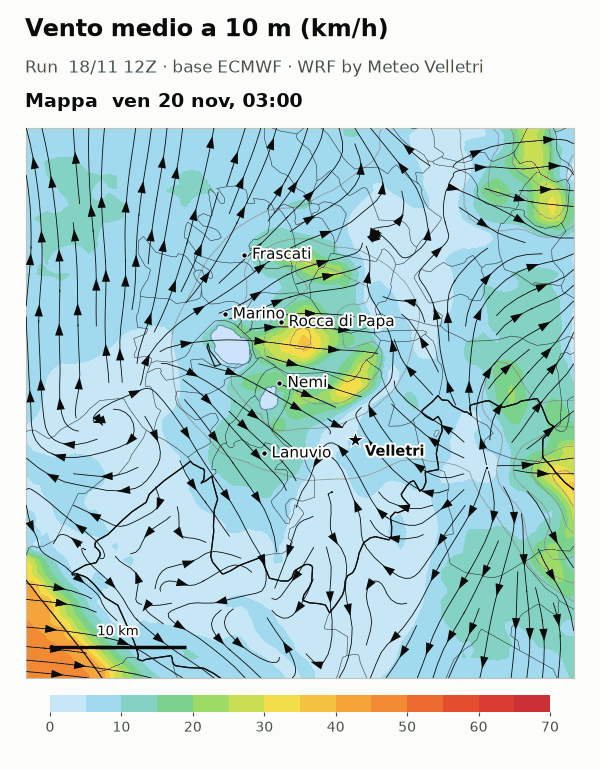 Vento medio a 10 m (km/h)
Run  18/11 12Z · base ECMWF · WRF by Meteo Velletri
Mappa  ven 20 nov, 03:00
Frascati
Marino
Rocca di Papa
Nemi
Velletri
Lanuvio
10 km
0 10 20 30 40 50 60 70